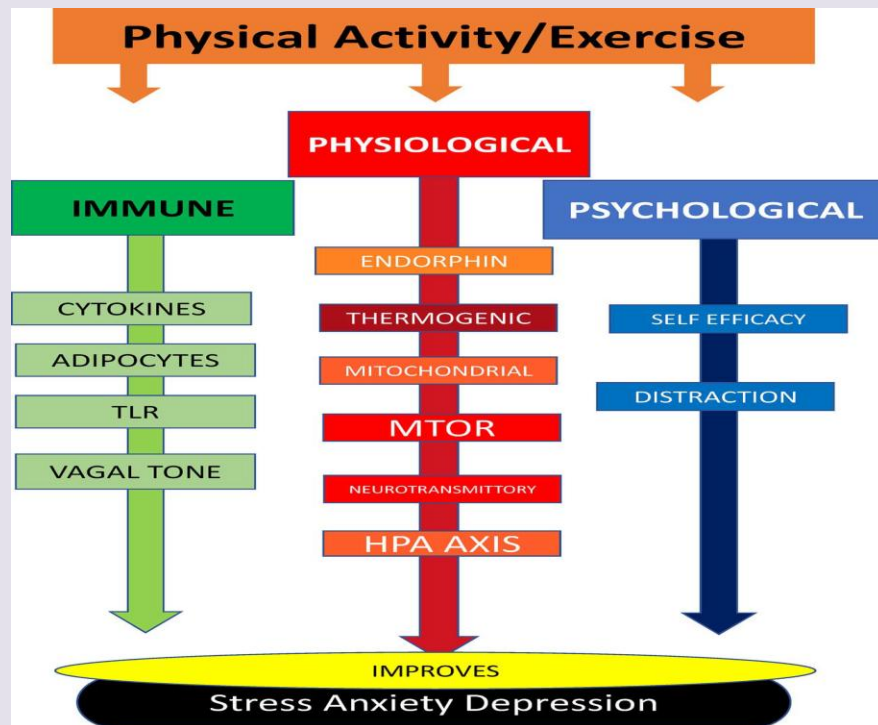 Physical Activity/Exercise
PHYSIOLOGICAL
IMMUNE
PSYCHOLOGICAL
ENDORPHIN
CYTOKINES
THERMOGENIC
SELF EFFICACY
ADIPOCYTES
MITOCHONDRIAL
DISTRACTION
TLR
MTOR
VAGAL TONE
NEUROTRANSMITTORY
HPA AXIS
IMPROVES
Stress Anxiety Depression